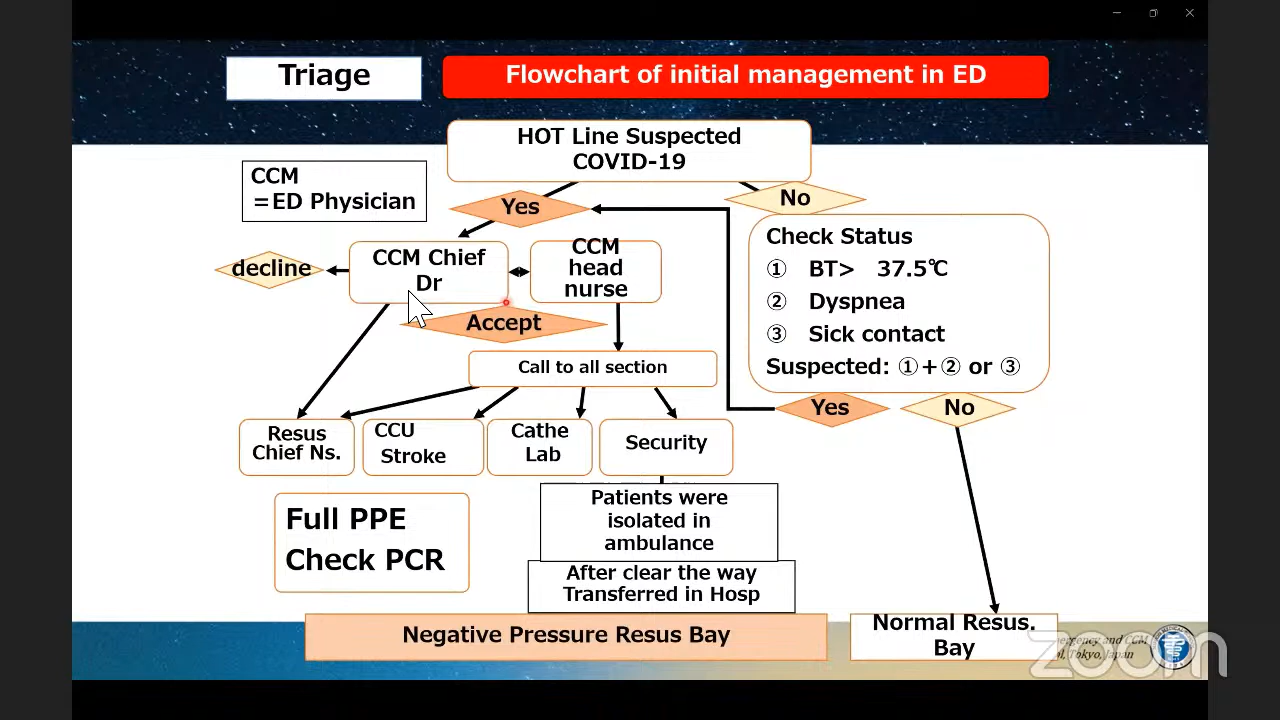 Triage
Flowchart of initial management in ED
HOT Line Suspected
COVID-19
CCM
=ED Physician
Yes
No
Check Status
① BT> 37.5℃
② Dyspnea
③ Sick contact
Suspected: ①+② or ③
decline
CCM Chief
Dr
CCM
head
nurse
Accept
Call to all section
Yes
No
Resus
Chief Ns.
CCU
Stroke
Cathe
Lab
Security
Full PPE
Check PCR
Patients were
isolated in
ambulance
After clear the way
Transferred in Hosp
Negative Pressure Resus Bay
Normal Resus.
Bay
and CCM
Tokyo, Japan
zoom